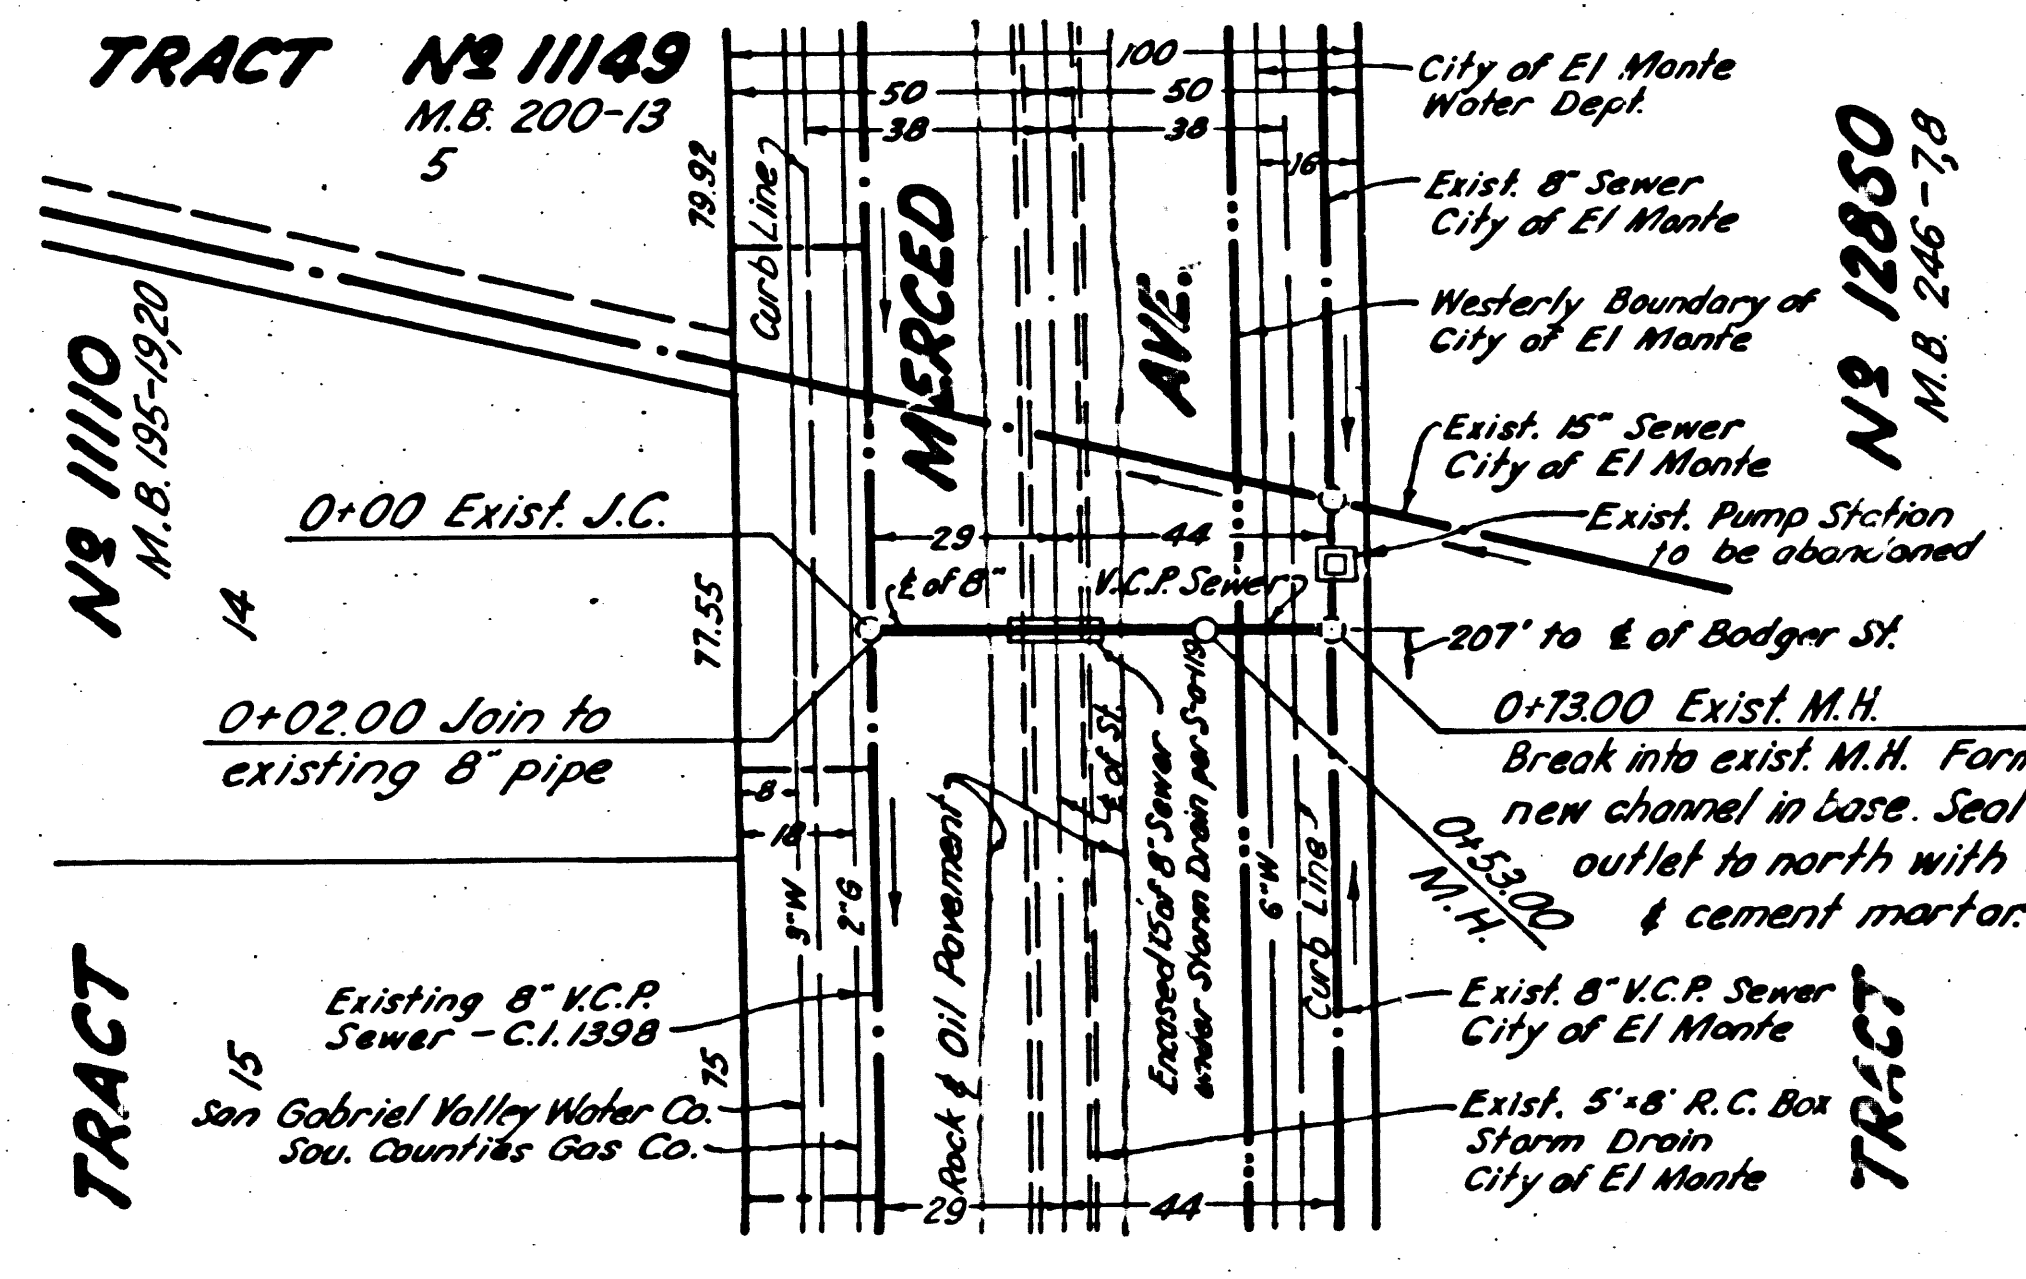 TRACT Nº 11149
M.B. 200-13
5
100
50
50
38
38
16
79.92
Curb Line
MERCED AVE.
City of El Monte
Water Dept.
Exist. 8" Sewer
City of El Monte
Westerly Boundary of
City of El Monte
Exist. 15" Sewer
City of El Monte
Exist. Pump Station
to be abandoned
TRACT Nº 12850
M.B. 246-7,8
TRACT Nº 11110
M.B. 195-19,20
14
0+00 Exist. J.C.
29
44
℄ of 8" V.C.P. Sewer
77.55
207' to ℄ of Bodger St.
0+02.00 Join to
existing 8" pipe
0+73.00 Exist. M.H.
Break into exist. M.H. Form
new channel in base. Seal
outlet to north with
& cement mortar.
0+53.00
M.H.
8
18
3"W
2"G
Rock & Oil Pavement
℄ of St.
Encased 15' of 8" Sewer
under Storm Drain per S-a-119
6"W
Curb Line
Existing 8" V.C.P.
Sewer - C.I. 1398
15
75
San Gabriel Valley Water Co.
Sou. Counties Gas Co.
Exist. 8" V.C.P. Sewer
City of El Monte
Exist. 5'x8' R.C. Box
Storm Drain
City of El Monte
29
44